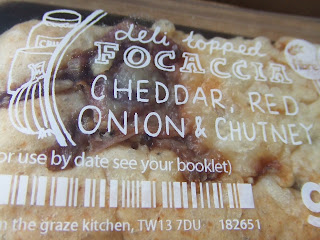 deli topped
FOCACCIA
CHEDDAR, RED
ONION & CHUTNEY
or use by date see your booklet)
n the graze kitchen, TW13 7DU 182651